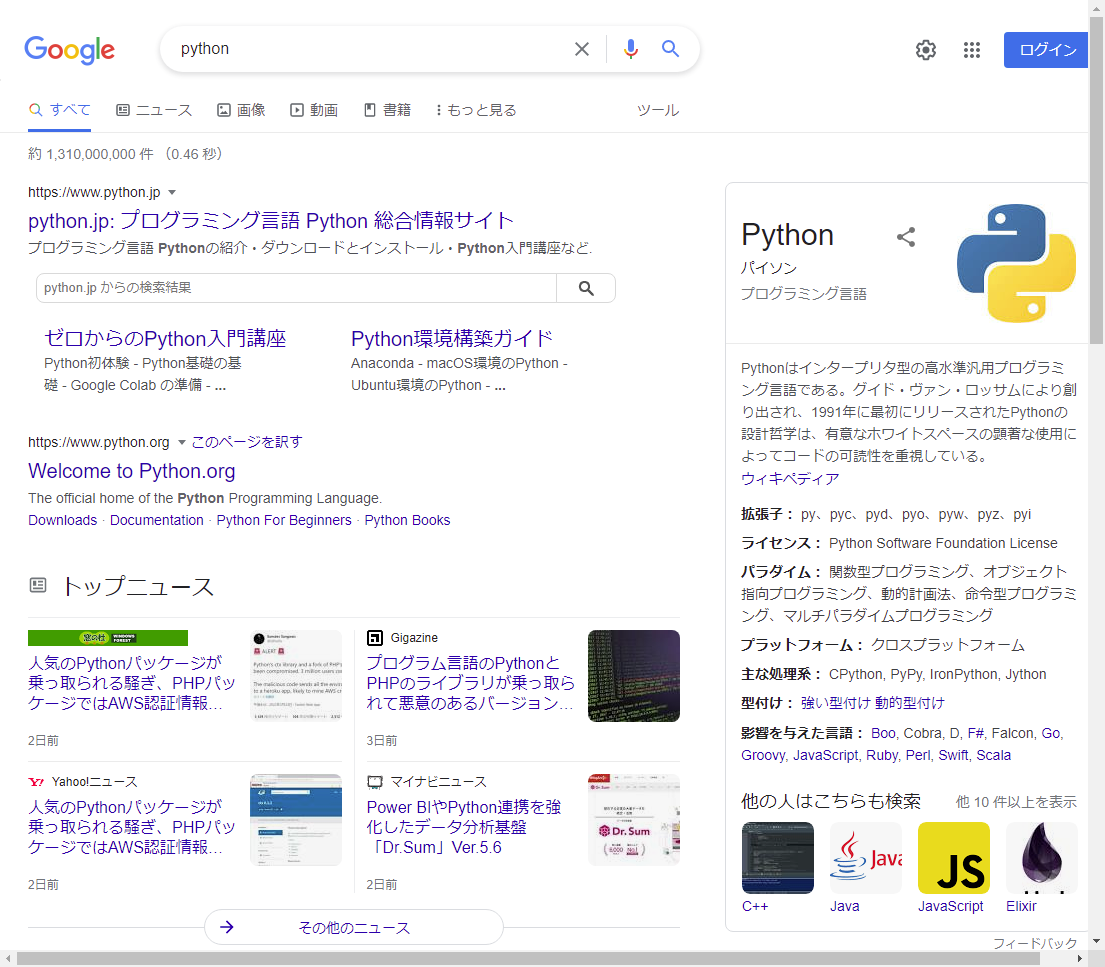 Google
python
ログイン
すべて
ニュース
画像
動画
書籍
もっと見る
ツール
約 1,310,000,000 件 （0.46 秒）
https://www.python.jp
python.jp: プログラミング言語 Python 総合情報サイト
プログラミング言語 Pythonの紹介・ダウンロードとインストール・Python入門講座など.
python.jp からの検索結果
ゼロからのPython入門講座
Python初体験 - Python基礎の基
礎 - Google Colab の準備 - ...
Python環境構築ガイド
Anaconda - macOS環境のPython -
Ubuntu環境のPython - ...
https://www.python.org このページを訳す
Welcome to Python.org
The official home of the Python Programming Language.
Downloads · Documentation · Python For Beginners · Python Books
トップニュース
窓の杜 WINDOWS FOREST
人気のPythonパッケージが
乗っ取られる騒ぎ、PHPパッ
ケージではAWS認証情報...
2日前
ALERT
Gigazine
プログラム言語のPythonと
PHPのライブラリが乗っ取ら
れて悪意のあるバージョン...
3日前
Yahoo!ニュース
人気のPythonパッケージが
乗っ取られる騒ぎ、PHPパッ
ケージではAWS認証情報...
2日前
マイナビニュース
Power BIやPython連携を強
化したデータ分析基盤
「Dr.Sum」Ver.5.6
2日前
Dr.Sum
その他のニュース
Python
パイソン
プログラミング言語
Pythonはインタープリタ型の高水準汎用プログラミ
ング言語である。グイド・ヴァン・ロッサムにより創
り出され、1991年に最初にリリースされたPythonの
設計哲学は、有意なホワイトスペースの顕著な使用に
よってコードの可読性を重視している。
ウィキペディア
拡張子： py、pyc、pyd、pyo、pyw、pyz、pyi
ライセンス： Python Software Foundation License
パラダイム： 関数型プログラミング、オブジェクト
指向プログラミング、動的計画法、命令型プログラミ
ング、マルチパラダイムプログラミング
プラットフォーム： クロスプラットフォーム
主な処理系： CPython, PyPy, IronPython, Jython
型付け： 強い型付け 動的型付け
影響を与えた言語： Boo, Cobra, D, F#, Falcon, Go,
Groovy, JavaScript, Ruby, Perl, Swift, Scala
他の人はこちらも検索
他 10 件以上を表示
Java
JS
C++
Java
JavaScript
Elixir
フィードバック